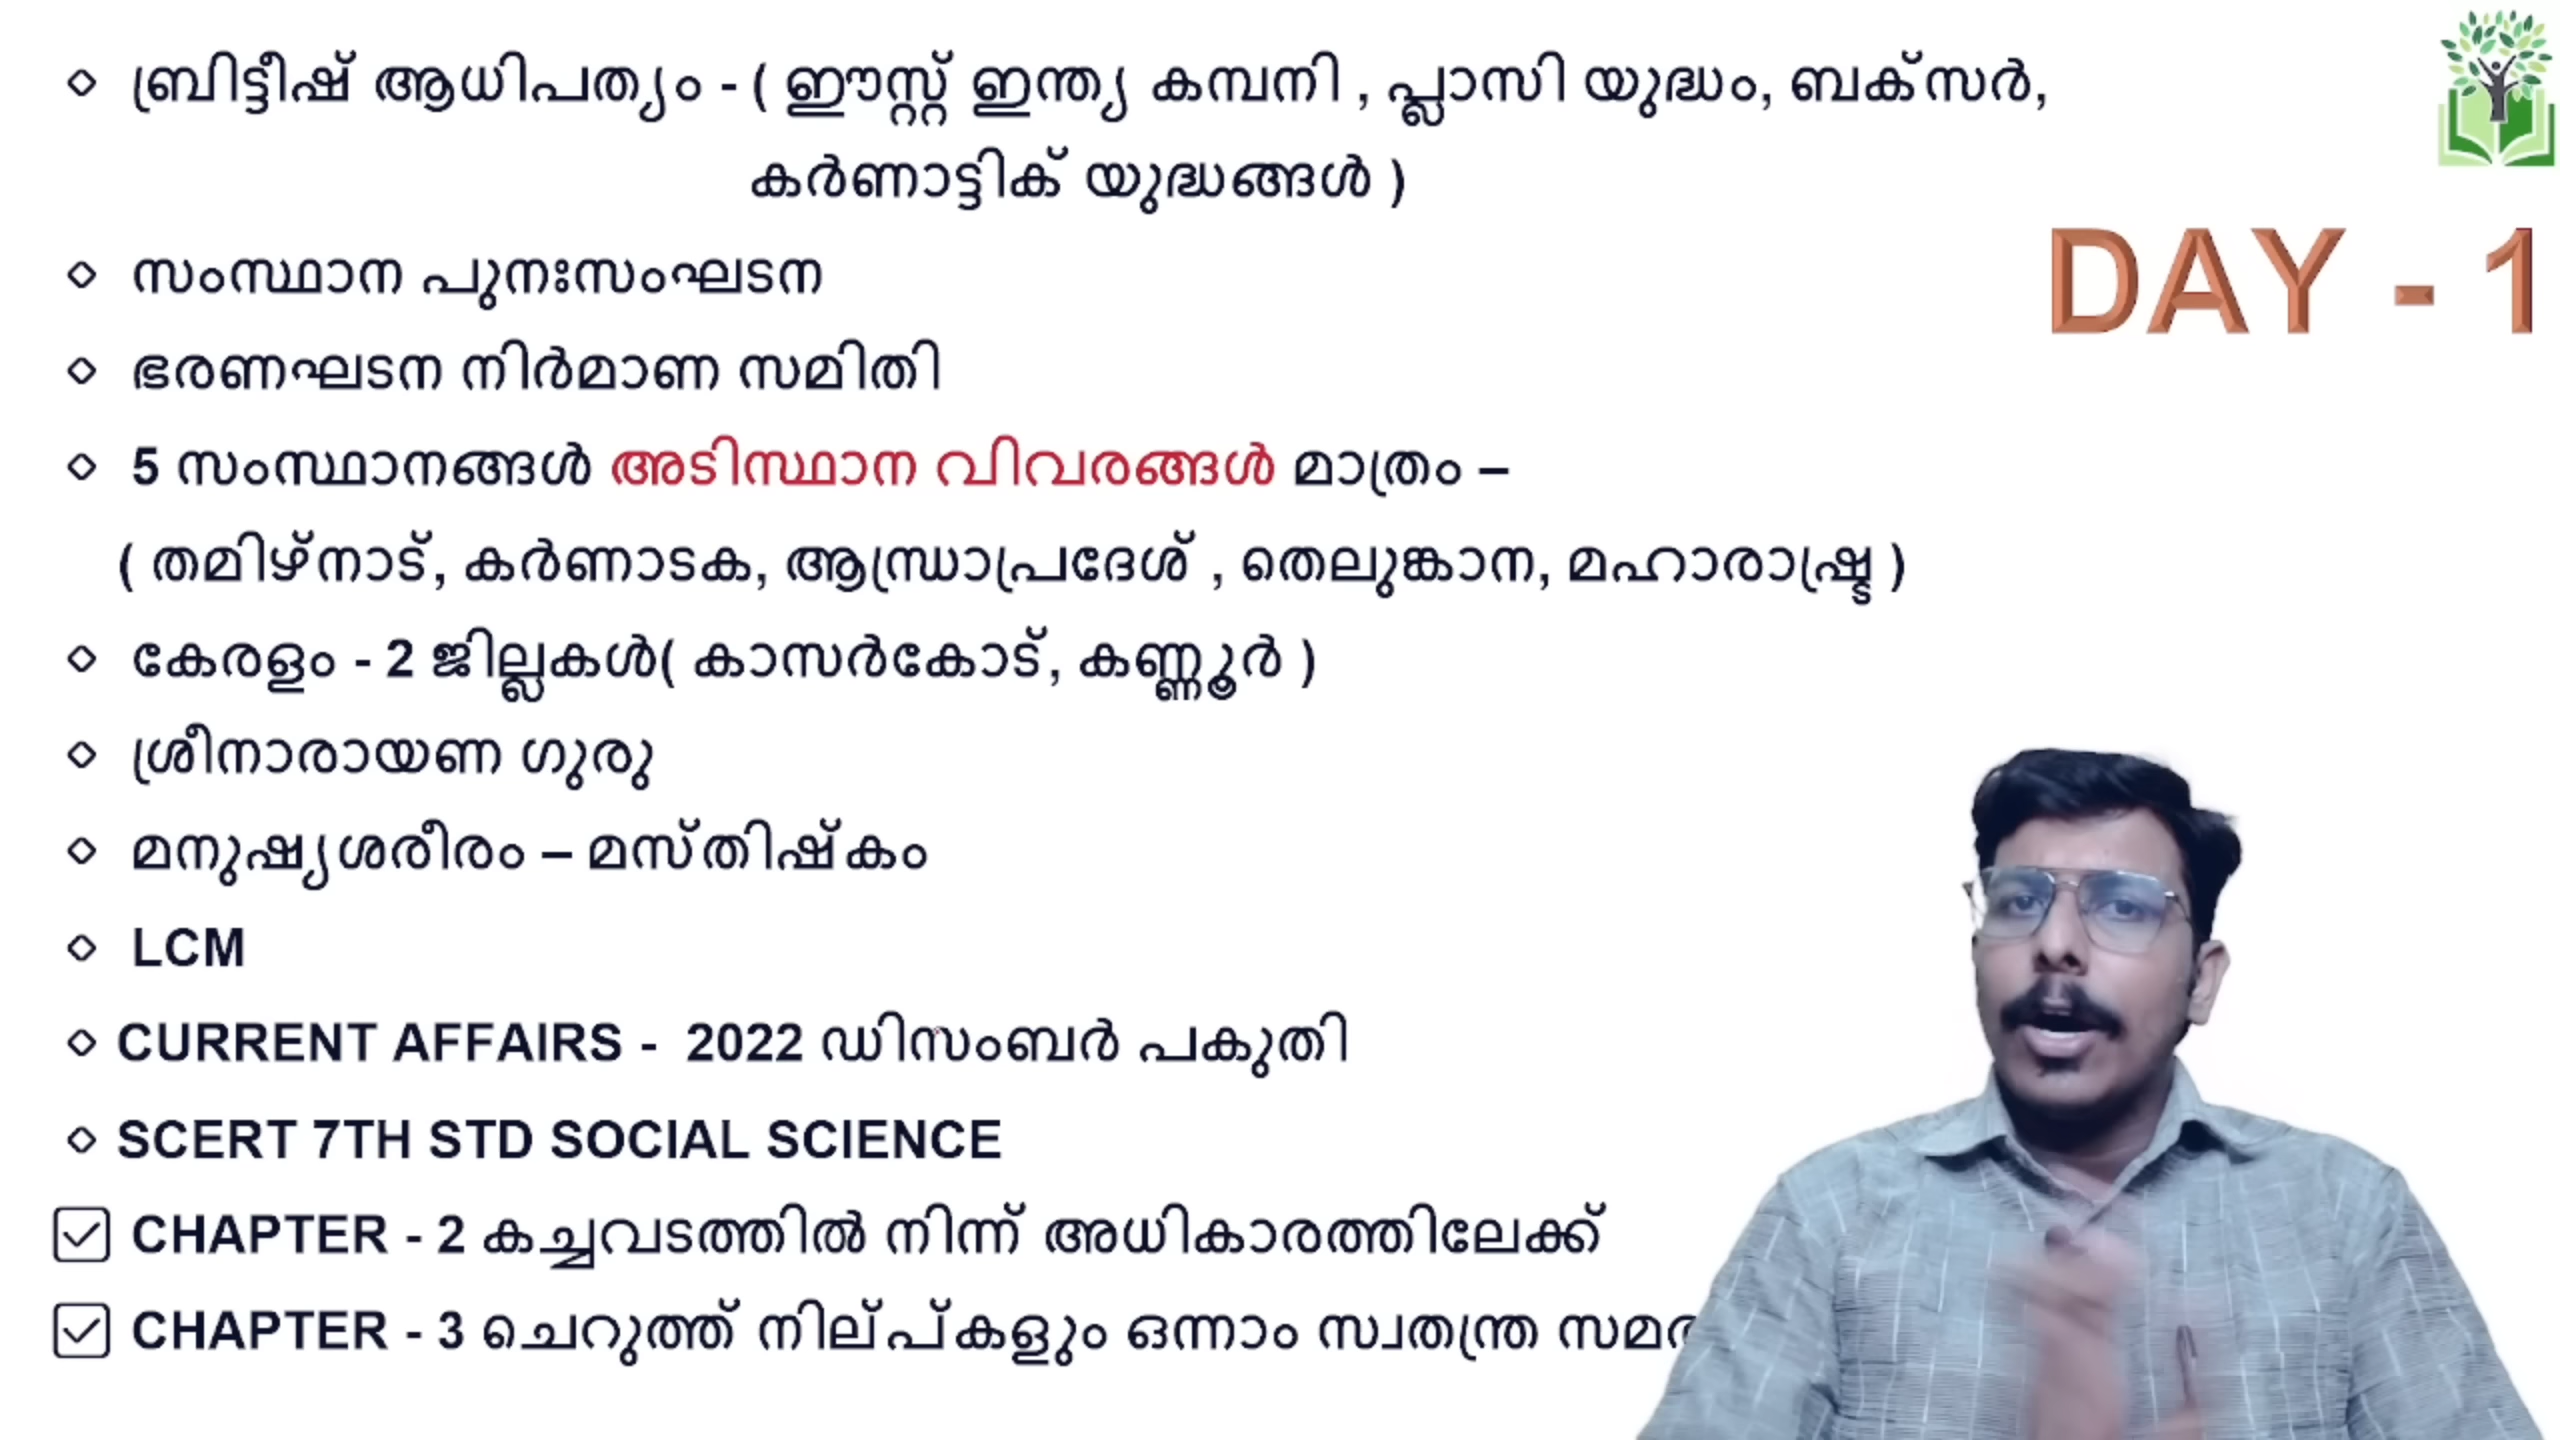 ബ്രിട്ടീഷ് ആധിപത്യം - ( ഈസ്റ്റ് ഇന്ത്യ കമ്പനി , പ്ലാസി യുദ്ധം, ബക്സർ,
കർണാട്ടിക് യുദ്ധങ്ങൾ )
DAY - 1
സംസ്ഥാന പുനഃസംഘടന
ഭരണഘടന നിർമാണ സമിതി
5 സംസ്ഥാനങ്ങൾ അടിസ്ഥാന വിവരങ്ങൾ മാത്രം –
( തമിഴ്നാട്, കർണാടക, ആന്ധ്രാപ്രദേശ് , തെലുങ്കാന, മഹാരാഷ്ട്ര )
കേരളം - 2 ജില്ലകൾ( കാസർകോട്, കണ്ണൂർ )
ശ്രീനാരായണ ഗുരു
മനുഷ്യശരീരം – മസ്തിഷ്കം
LCM
CURRENT AFFAIRS - 2022 ഡിസംബർ പകുതി
SCERT 7TH STD SOCIAL SCIENCE
CHAPTER - 2 കച്ചവടത്തിൽ നിന്ന് അധികാരത്തിലേക്ക്
CHAPTER - 3 ചെറുത്ത് നില്പ്കളും ഒന്നാം സ്വതന്ത്ര